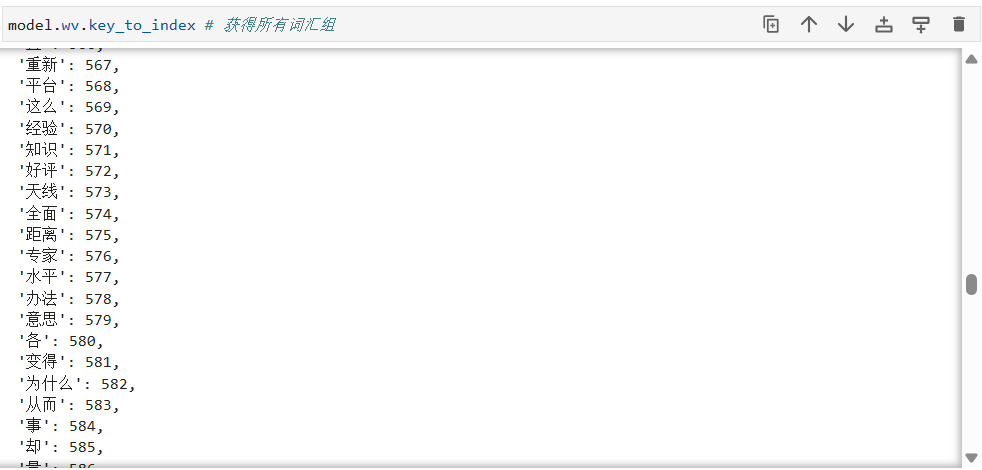 model.wv.key_to_index # 获得所有词汇组
'重新': 567,
'平台': 568,
'这么': 569,
'经验': 570,
'知识': 571,
'好评': 572,
'天线': 573,
'全面': 574,
'距离': 575,
'专家': 576,
'水平': 577,
'办法': 578,
'意思': 579,
'各': 580,
'变得': 581,
'为什么': 582,
'从而': 583,
'事': 584,
'却': 585,